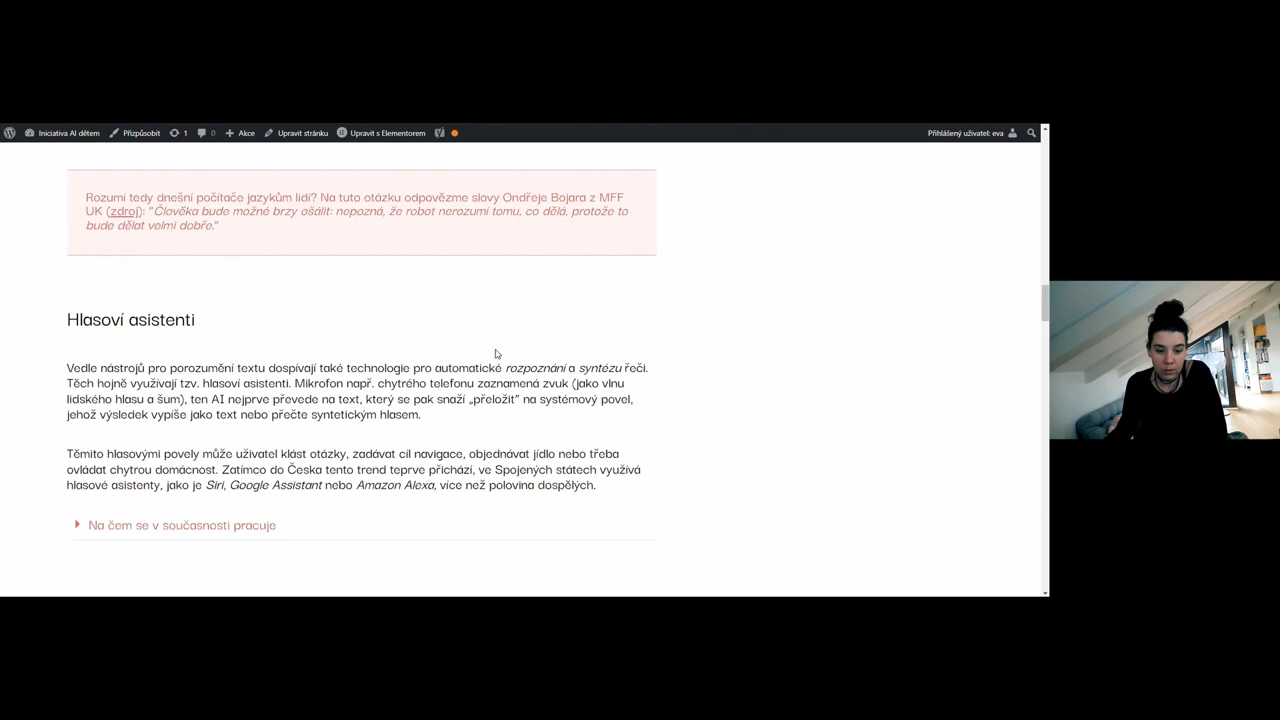 Iniciativa AI dětem Přizpůsobit 1 0 Akce Upravit stránku Upravit s Elementorem Přihlášený uživatel: eva
Rozumí tedy dnešní počítače jazykům lidí? Na tuto otázku odpovězme slovy Ondřeje Bojara z MFF
UK (zdroj): "Člověka bude možné brzy ošálit: nepozná, že robot nerozumí tomu, co dělá, protože to
bude dělat velmi dobře."
Hlasoví asistenti
Vedle nástrojů pro porozumění textu dospívají také technologie pro automatické rozpoznání a syntézu řeči.
Těch hojně využívají tzv. hlasoví asistenti. Mikrofon např. chytrého telefonu zaznamená zvuk (jako vlnu
lidského hlasu a šum), ten AI nejprve převede na text, který se pak snaží „přeložit" na systémový povel,
jehož výsledek vypíše jako text nebo přečte syntetickým hlasem.
Těmito hlasovými povely může uživatel klást otázky, zadávat cíl navigace, objednávat jídlo nebo třeba
ovládat chytrou domácnost. Zatímco do Česka tento trend teprve přichází, ve Spojených státech využívá
hlasové asistenty, jako je Siri, Google Assistant nebo Amazon Alexa, více než polovina dospělých.
Na čem se v současnosti pracuje